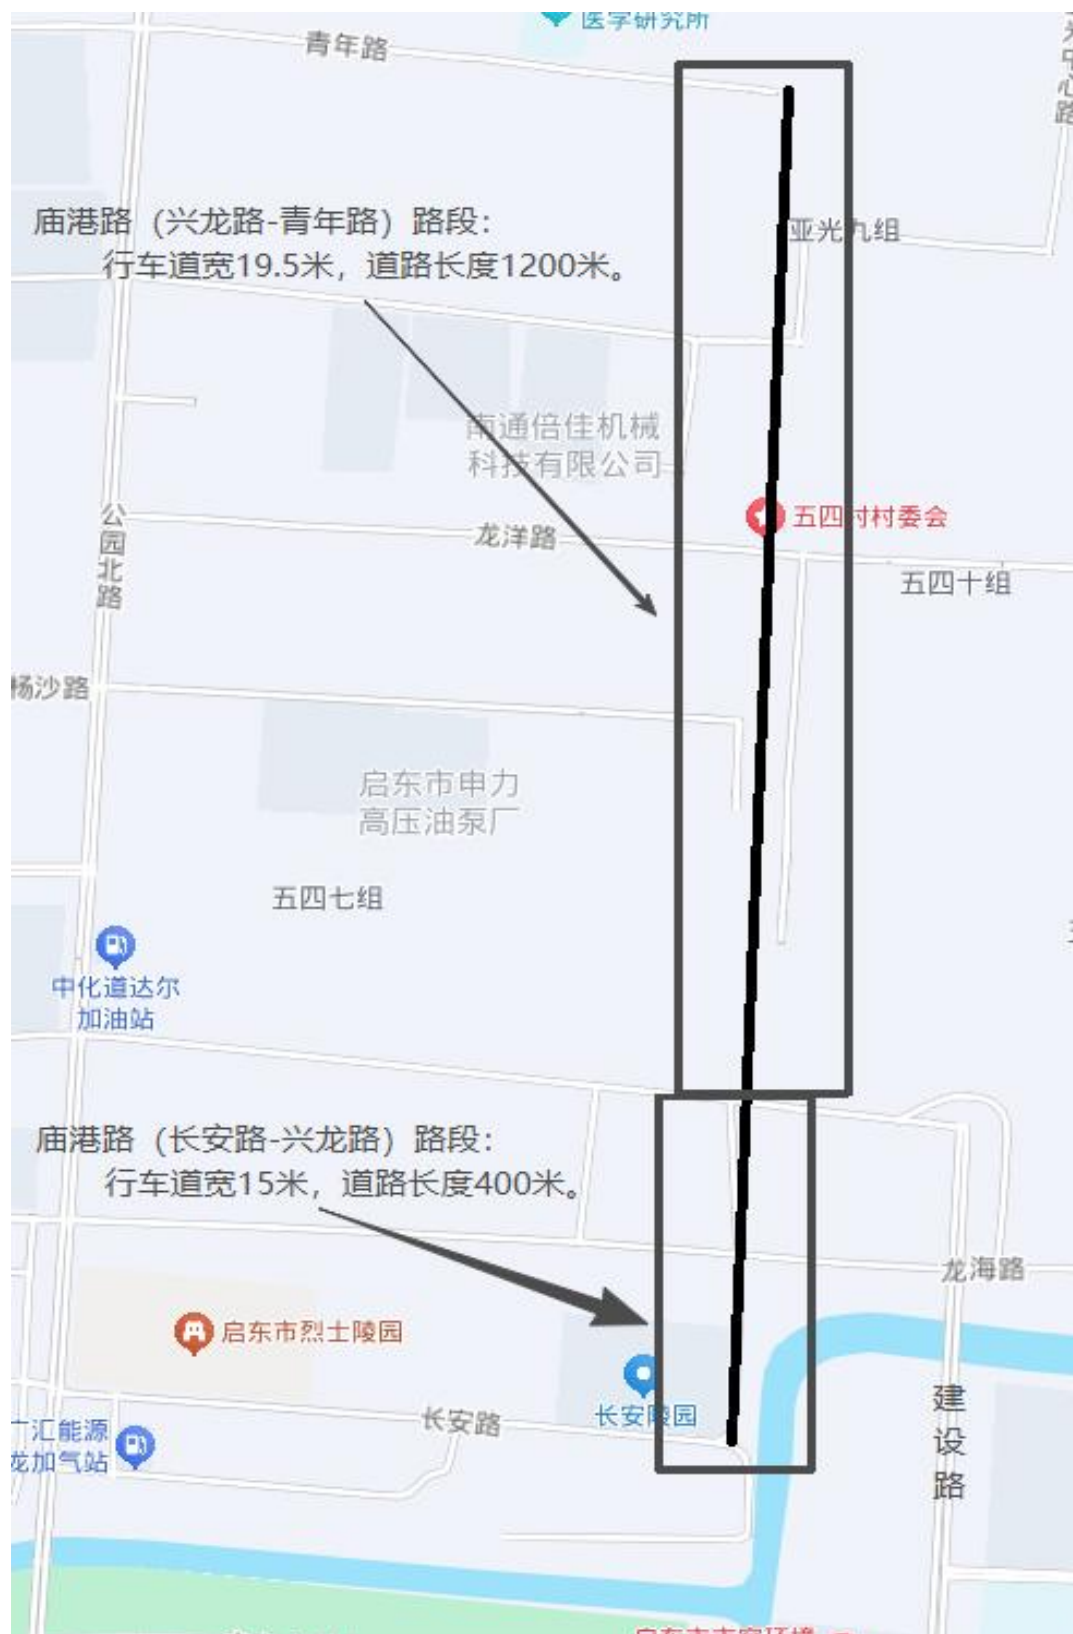 医学研究所
青年路
光中心路
庙港路（兴龙路-青年路）路段：
行车道宽19.5米，道路长度1200米。
亚光九组
南通倍佳机械
科技有限公司
公园北路
龙洋路
五四村村委会
五四十组
杨沙路
启东市申力
高压油泵厂
五四七组
中化道达尔
加油站
庙港路（长安路-兴龙路）路段：
行车道宽15米，道路长度400米。
龙海路
启东市烈士陵园
长安陵园
建设路
长安路
广汇能源
龙加气站